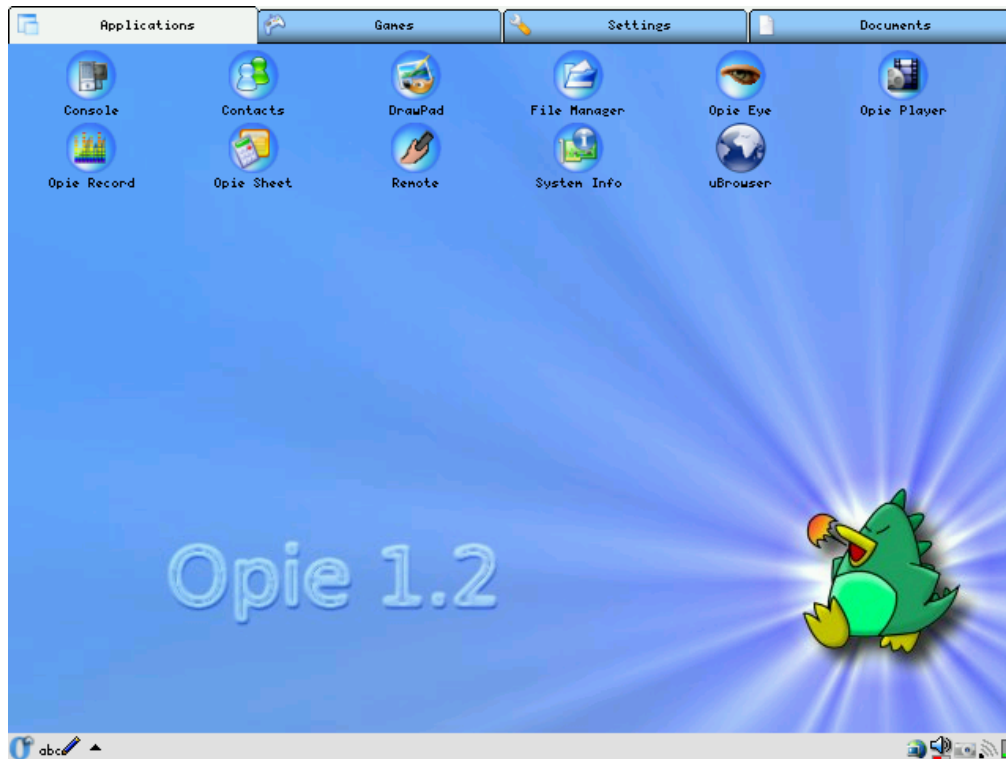 Applications Games Settings Documents
Console Contacts DrawPad File Manager Opie Eye Opie Player
Opie Record Opie Sheet Remote System Info uBrowser
Opie 1.2
abc